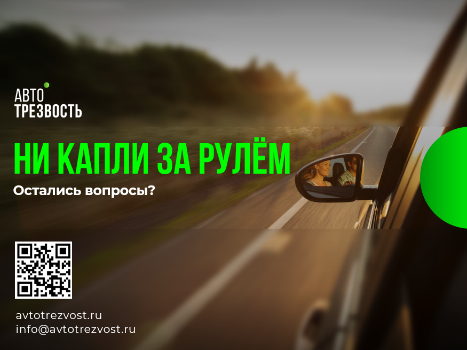 АВТО
ТРЕЗВОСТЬ
НИ КАПЛИ ЗА РУЛЁМ
Остались вопросы?
avtotrezvost.ru
info@avtotrezvost.ru